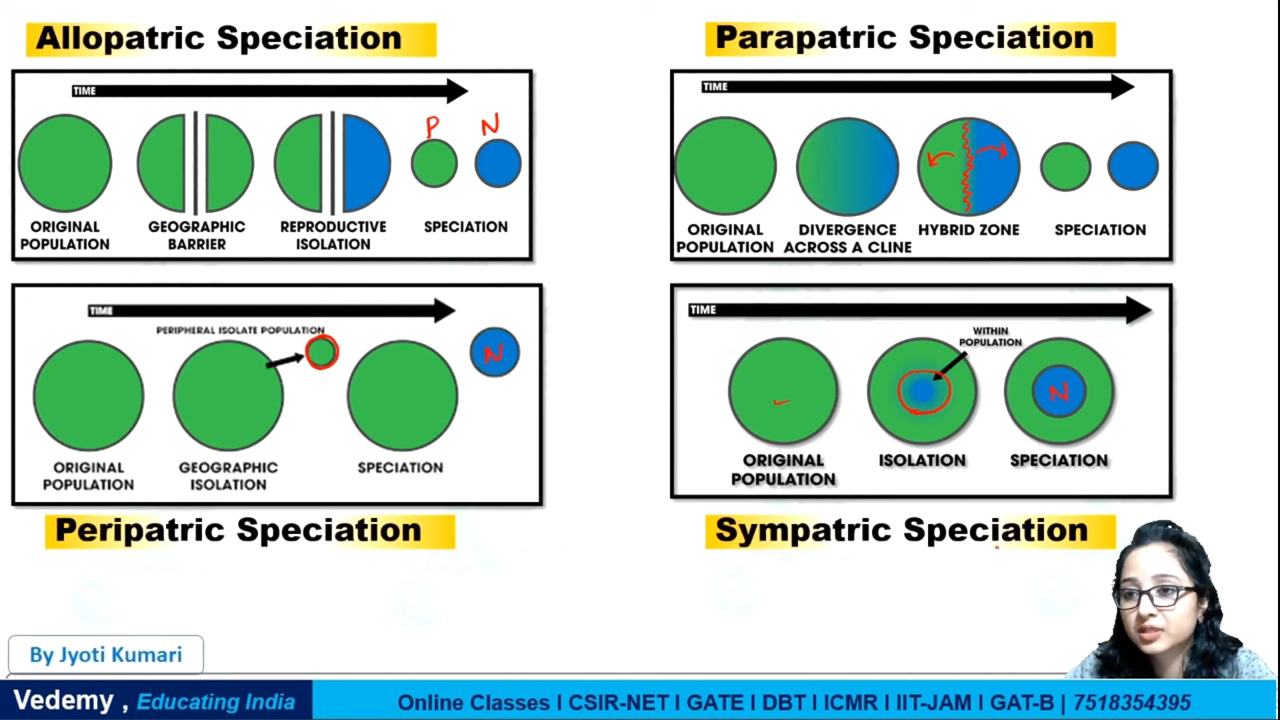 Allopatric Speciation
TIME
P N
ORIGINAL POPULATION
GEOGRAPHIC BARRIER
REPRODUCTIVE ISOLATION
SPECIATION
Parapatric Speciation
TIME
ORIGINAL POPULATION
DIVERGENCE ACROSS A CLINE
HYBRID ZONE
SPECIATION
TIME
PERIPHERAL ISOLATE POPULATION
N
ORIGINAL POPULATION
GEOGRAPHIC ISOLATION
SPECIATION
Peripatric Speciation
TIME
WITHIN POPULATION
N
ORIGINAL POPULATION
ISOLATION
SPECIATION
Sympatric Speciation
By Jyoti Kumari
Vedemy , Educating India
Online Classes I CSIR-NET I GATE I DBT I ICMR I IIT-JAM I GAT-B I 7518354395